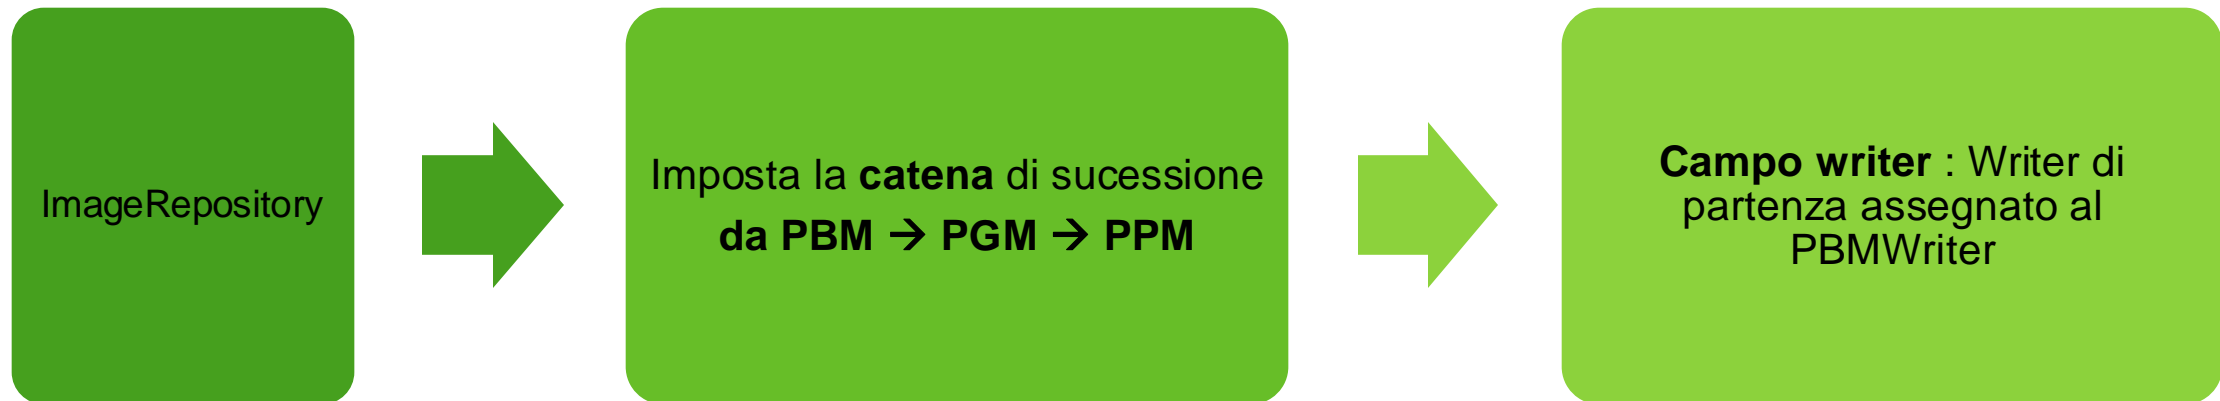 ImageRepository
Imposta la catena di sucessione
da PBM → PGM → PPM
Campo writer : Writer di
partenza assegnato al
PBMWriter